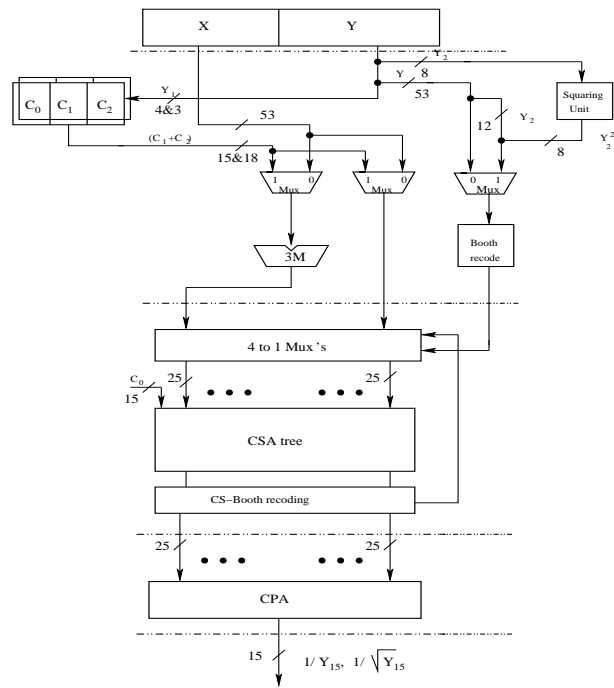 X Y
Y₂
8
Y
53
Squaring
Unit
Y₁
4&3
C₀ C₁ C₂
53
12
Y₂
8
Y₂²
(C₁+C₂)
15&18
1 0
Mux
1 0
Mux
0 1
Mux
Booth
recode
3M
4 to 1 Mux's
C₀
15
25
25
CSA tree
CS−Booth recoding
25
25
CPA
15
1/ Y₁₅, 1/ √Y₁₅